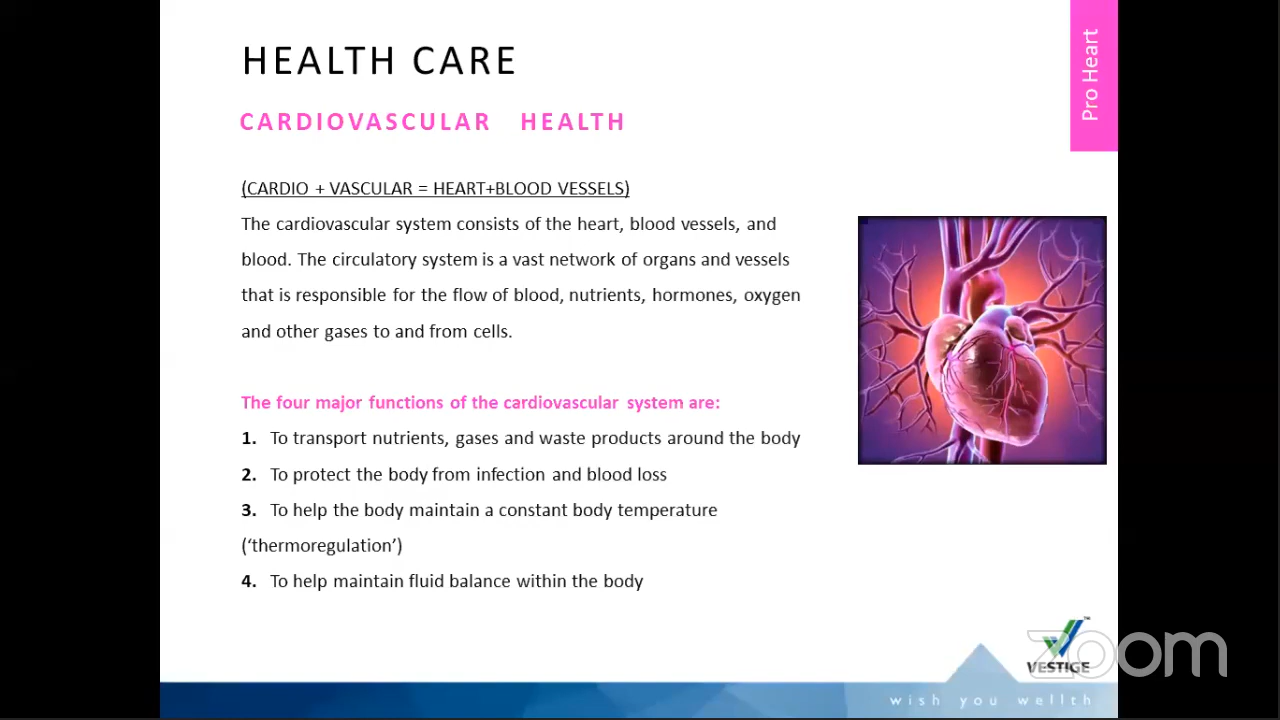 HEALTH CARE
Pro Heart
CARDIOVASCULAR HEALTH
(CARDIO + VASCULAR = HEART+BLOOD VESSELS)
The cardiovascular system consists of the heart, blood vessels, and
blood. The circulatory system is a vast network of organs and vessels
that is responsible for the flow of blood, nutrients, hormones, oxygen
and other gases to and from cells.
The four major functions of the cardiovascular system are:
1. To transport nutrients, gases and waste products around the body
2. To protect the body from infection and blood loss
3. To help the body maintain a constant body temperature
(‘thermoregulation’)
4. To help maintain fluid balance within the body
TM
zoom
VESTIGE
wish you wellth